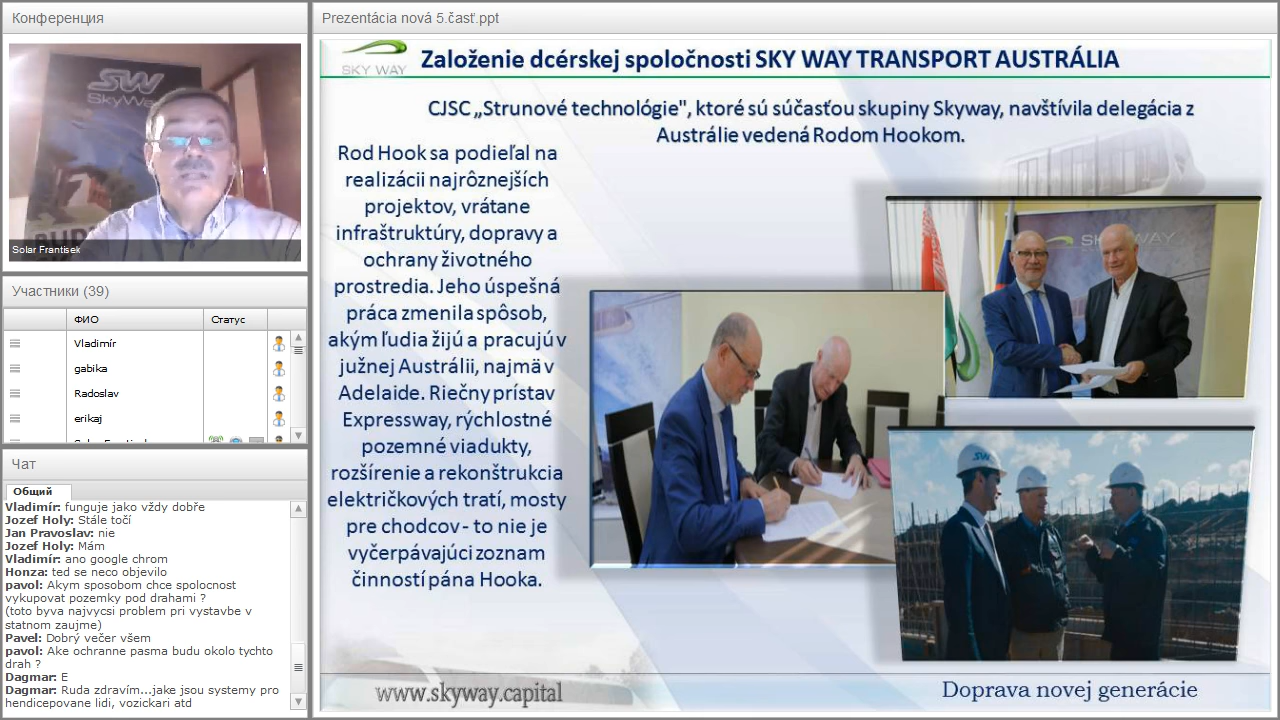 Конференция
SW
SkyWay
Solar Frantisek
Участники (39)
ФИО
Статус
Vladimír
gabika
Radoslav
erikaj
Чат
Общий
Vladimír: funguje jako vždy dobře
Jozef Holy: Stále točí
Jan Pravoslav: nie
Jozef Holy: Mám
Vladimír: ano google chrom
Honza: ted se neco objevilo
pavol: Akym sposobom chce spolocnost
vykupovat pozemky pod drahami ?
(toto byva najvycsi problem pri vystavbe v
statnom zaujme)
Pavel: Dobrý večer všem
pavol: Ake ochranne pasma budu okolo tychto
drah ?
Dagmar: E
Dagmar: Ruda zdravím...jake jsou systemy pro
hendicepovane lidi, vozickari atd
Prezentácia nová 5.časť.ppt
SKY WAY
Založenie dcérskej spoločnosti SKY WAY TRANSPORT AUSTRÁLIA
CJSC „Strunové technológie", ktoré sú súčasťou skupiny Skyway, navštívila delegácia z
Austrálie vedená Rodom Hookom.
Rod Hook sa podieľal na
realizácii najrôznejších
projektov, vrátane
infraštruktúry, dopravy a
ochrany životného
prostredia. Jeho úspešná
práca zmenila spôsob,
akým ľudia žijú a pracujú v
južnej Austrálii, najmä v
Adelaide. Riečny prístav
Expressway, rýchlostné
pozemné viadukty,
rozšírenie a rekonštrukcia
električkových tratí, mosty
pre chodcov - to nie je
vyčerpávajúci zoznam
činností pána Hooka.
SKY WAY
SW
www.skyway.capital
Doprava novej generácie